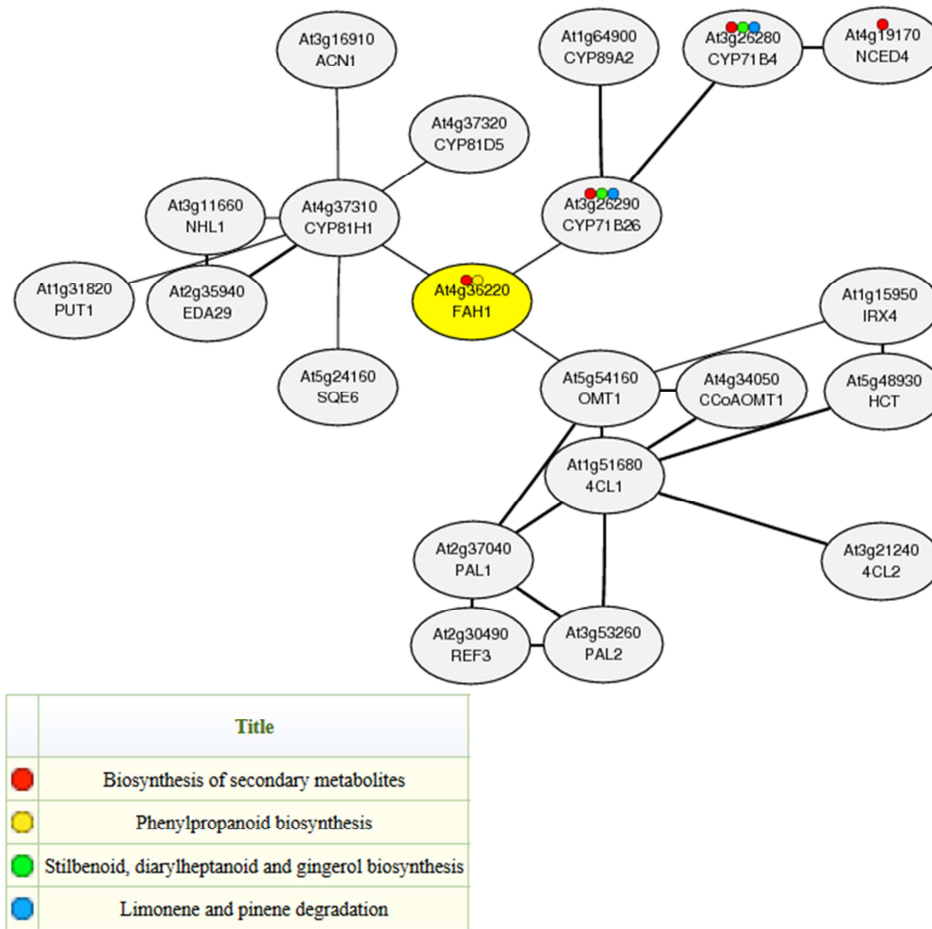 At3g16910
ACN1
At1g64900
CYP89A2
At3g26280
CYP71B4
At4g19170
NCED4
At4g37320
CYP81D5
At3g11660
NHL1
At4g37310
CYP81H1
At3g26290
CYP71B26
At1g31820
PUT1
At2g35940
EDA29
At4g36220
FAH1
At1g15950
IRX4
At5g24160
SQE6
At5g54160
OMT1
At4g34050
CCoAOMT1
At5g48930
HCT
At1g51680
4CL1
At2g37040
PAL1
At3g21240
4CL2
At2g30490
REF3
At3g53260
PAL2
Title
Biosynthesis of secondary metabolites
Phenylpropanoid biosynthesis
Stilbenoid, diarylheptanoid and gingerol biosynthesis
Limonene and pinene degradation